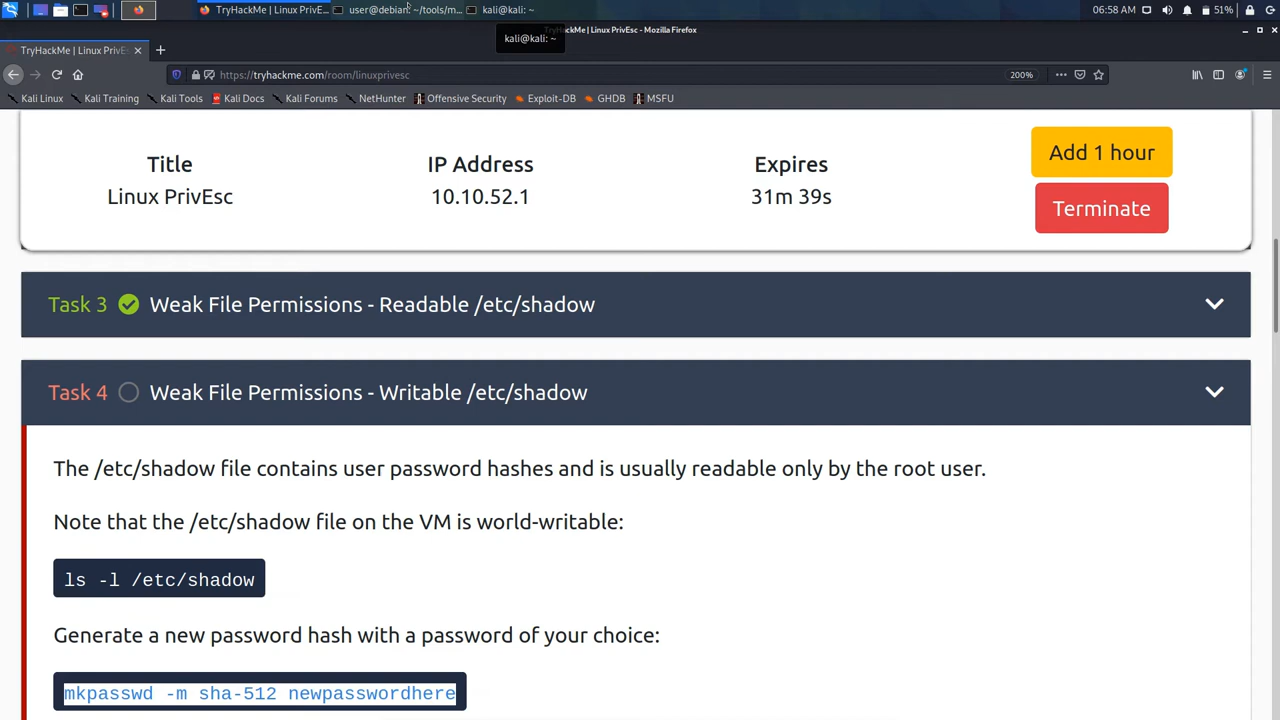 TryHackMe | Linux PrivE...
user@debian: ~/tools/m...
kali@kali: ~
06:58 AM
51%
kali@kali: ~
TryHackMe | Linux PrivEsc - Mozilla Firefox
TryHackMe | Linux PrivEs
https://tryhackme.com/room/linuxprivesc
200%
Kali Linux
Kali Training
Kali Tools
Kali Docs
Kali Forums
NetHunter
Offensive Security
Exploit-DB
GHDB
MSFU
Title
IP Address
Expires
Add 1 hour
Linux PrivEsc
10.10.52.1
31m 39s
Terminate
Task 3 Weak File Permissions - Readable /etc/shadow
Task 4 Weak File Permissions - Writable /etc/shadow
The /etc/shadow file contains user password hashes and is usually readable only by the root user.
Note that the /etc/shadow file on the VM is world-writable:
ls -l /etc/shadow
Generate a new password hash with a password of your choice:
mkpasswd -m sha-512 newpasswordhere